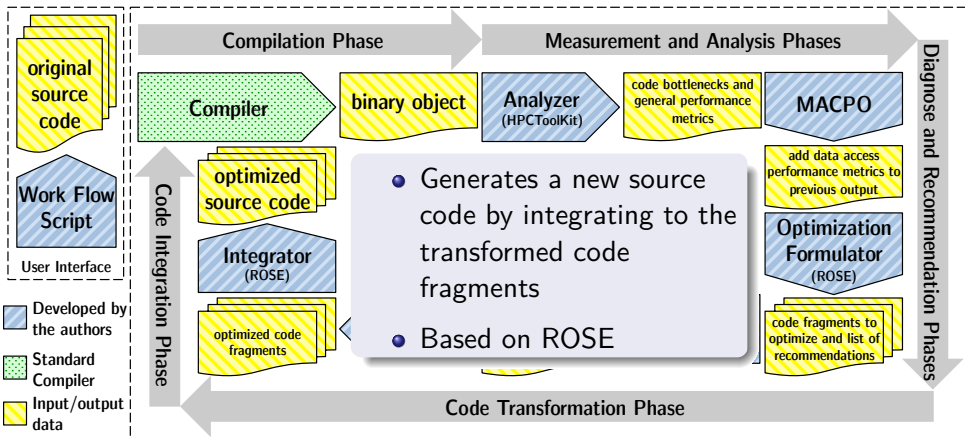 Compilation Phase
Measurement and Analysis Phases
Diagnose and Recommendation Phases
Code Transformation Phase
Code Integration Phase
original
source
code
Work Flow
Script
User Interface
Compiler
binary object
Analyzer
(HPCToolKit)
code bottlenecks and
general performance
metrics
MACPO
add data access
performance metrics to
previous output
Optimization
Formulator
(ROSE)
code fragments to
optimize and list of
recommendations
optimized
source code
Integrator
(ROSE)
optimized code
fragments
Generates a new source
code by integrating to the
transformed code
fragments
Based on ROSE
Developed by
the authors
Standard
Compiler
Input/output
data